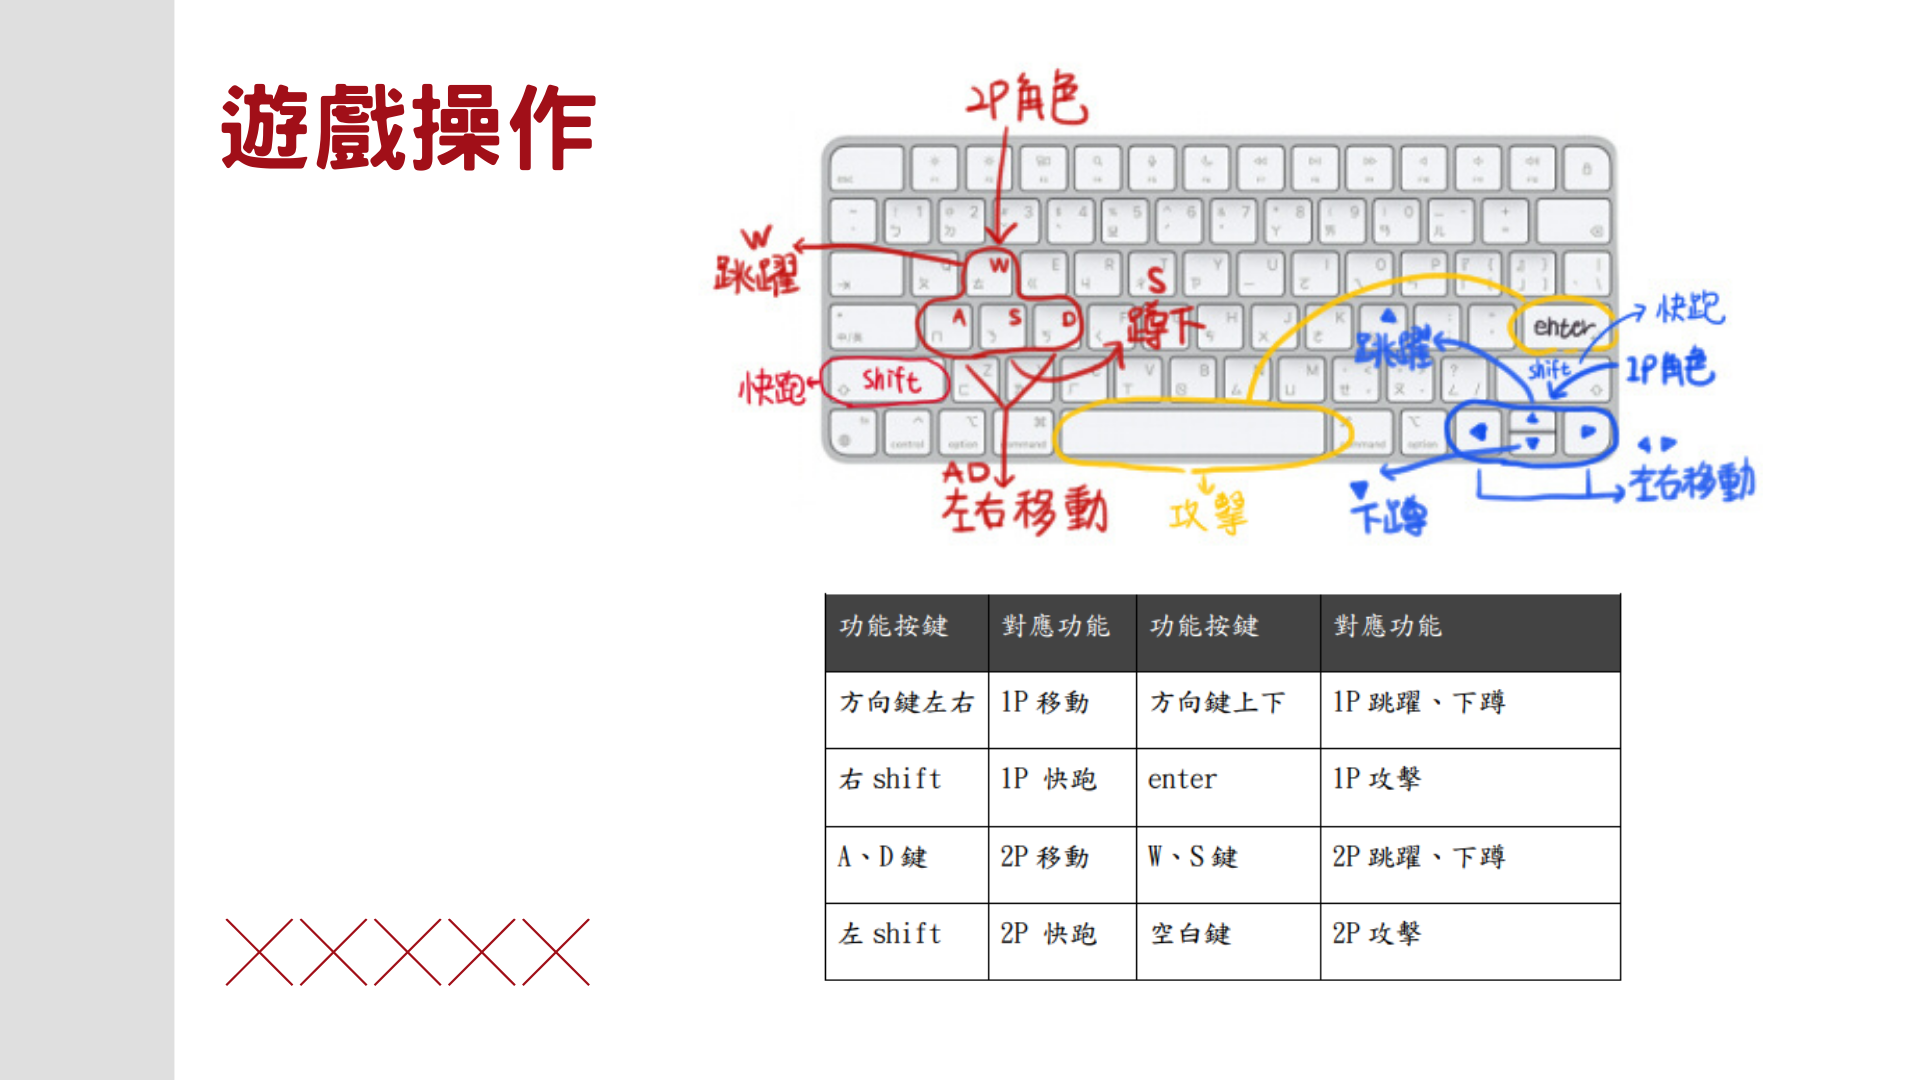 遊戲操作
2P角色
W
跳躍
W
A S D
S
蹲下
快跑
shift
AD
左右移動
攻擊
enter
快跑
shift
1P角色
▲
跳躍
◀ ▲ ▼ ▶
▼
下蹲
◀ ▶
左右移動
功能按鍵 對應功能 功能按鍵 對應功能
方向鍵左右 1P 移動 方向鍵上下 1P 跳躍、下蹲
右 shift 1P 快跑 enter 1P 攻擊
A、D 鍵 2P 移動 W、S 鍵 2P 跳躍、下蹲
左 shift 2P 快跑 空白鍵 2P 攻擊